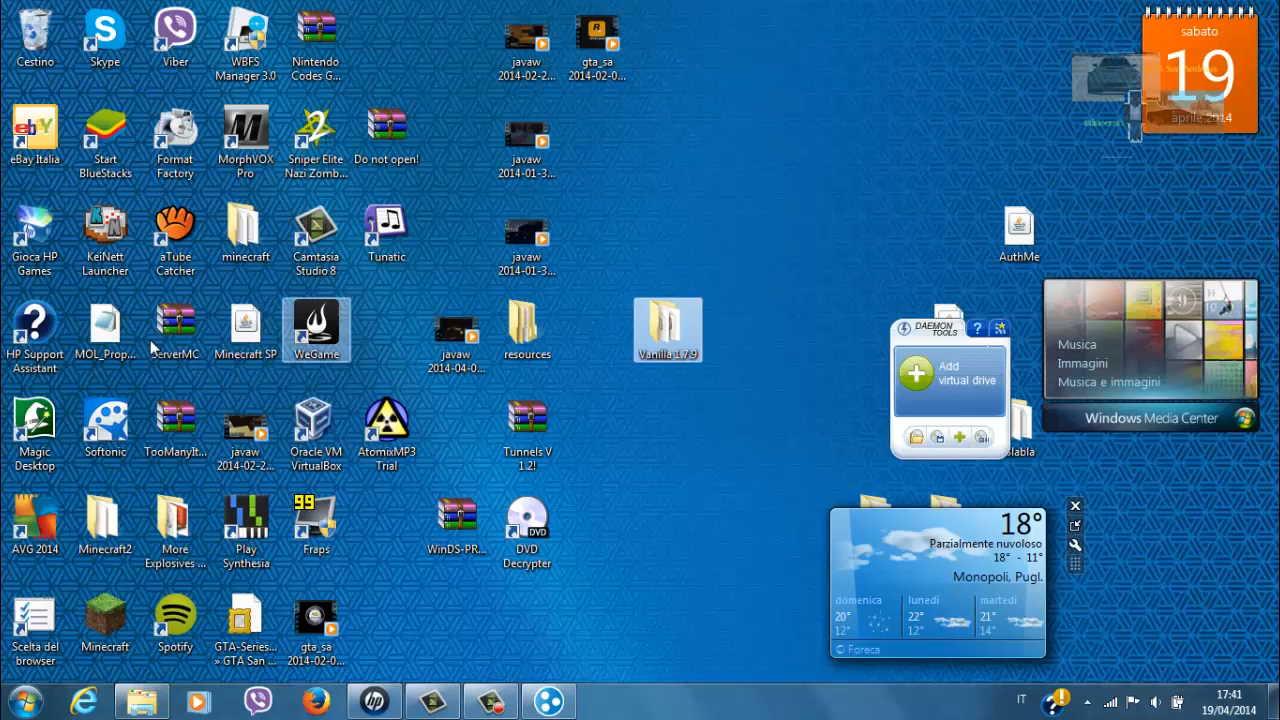 Cestino
Skype
Viber
WBFS
Manager 3.0
Nintendo
Codes G...
javaw
2014-02-2...
gta_sa
2014-02-0...
sabato
19
aprile 2014
eBay Italia
Start
BlueStacks
Format
Factory
MorphVOX
Pro
Sniper Elite
Nazi Zomb...
Do not open!
javaw
2014-01-3...
Gioca HP
Games
KeiNett
Launcher
aTube
Catcher
minecraft
Camtasia
Studio 8
Tunatic
javaw
2014-01-3...
AuthMe
HP Support
Assistant
MOL_Prop...
ServerMC
Minecraft SP
WeGame
javaw
2014-04-0...
resources
Vanilla 1.7.9
DAEMON
TOOLS
?
Add
virtual drive
Musica
Immagini
Musica e immagini
Windows Media Center
Magic
Desktop
Softonic
TooManyIt...
javaw
2014-02-2...
Oracle VM
VirtualBox
AtomixMP3
Trial
Tunnels V
1.2!
AVG 2014
Minecraft2
More
Explosives ...
Play
Synthesia
99
Fraps
WinDS-PR...
DVD
DVD
Decrypter
18°
Parzialmente nuvoloso
18° - 11°
Monopoli, Pugl.
domenica
lunedì
martedì
20°
22°
21°
12°
12°
14°
© Foreca
Scelta del
browser
Minecraft
Spotify
GTA-Series...
» GTA San ...
gta_sa
2014-02-0...
IT
17:41
19/04/2014